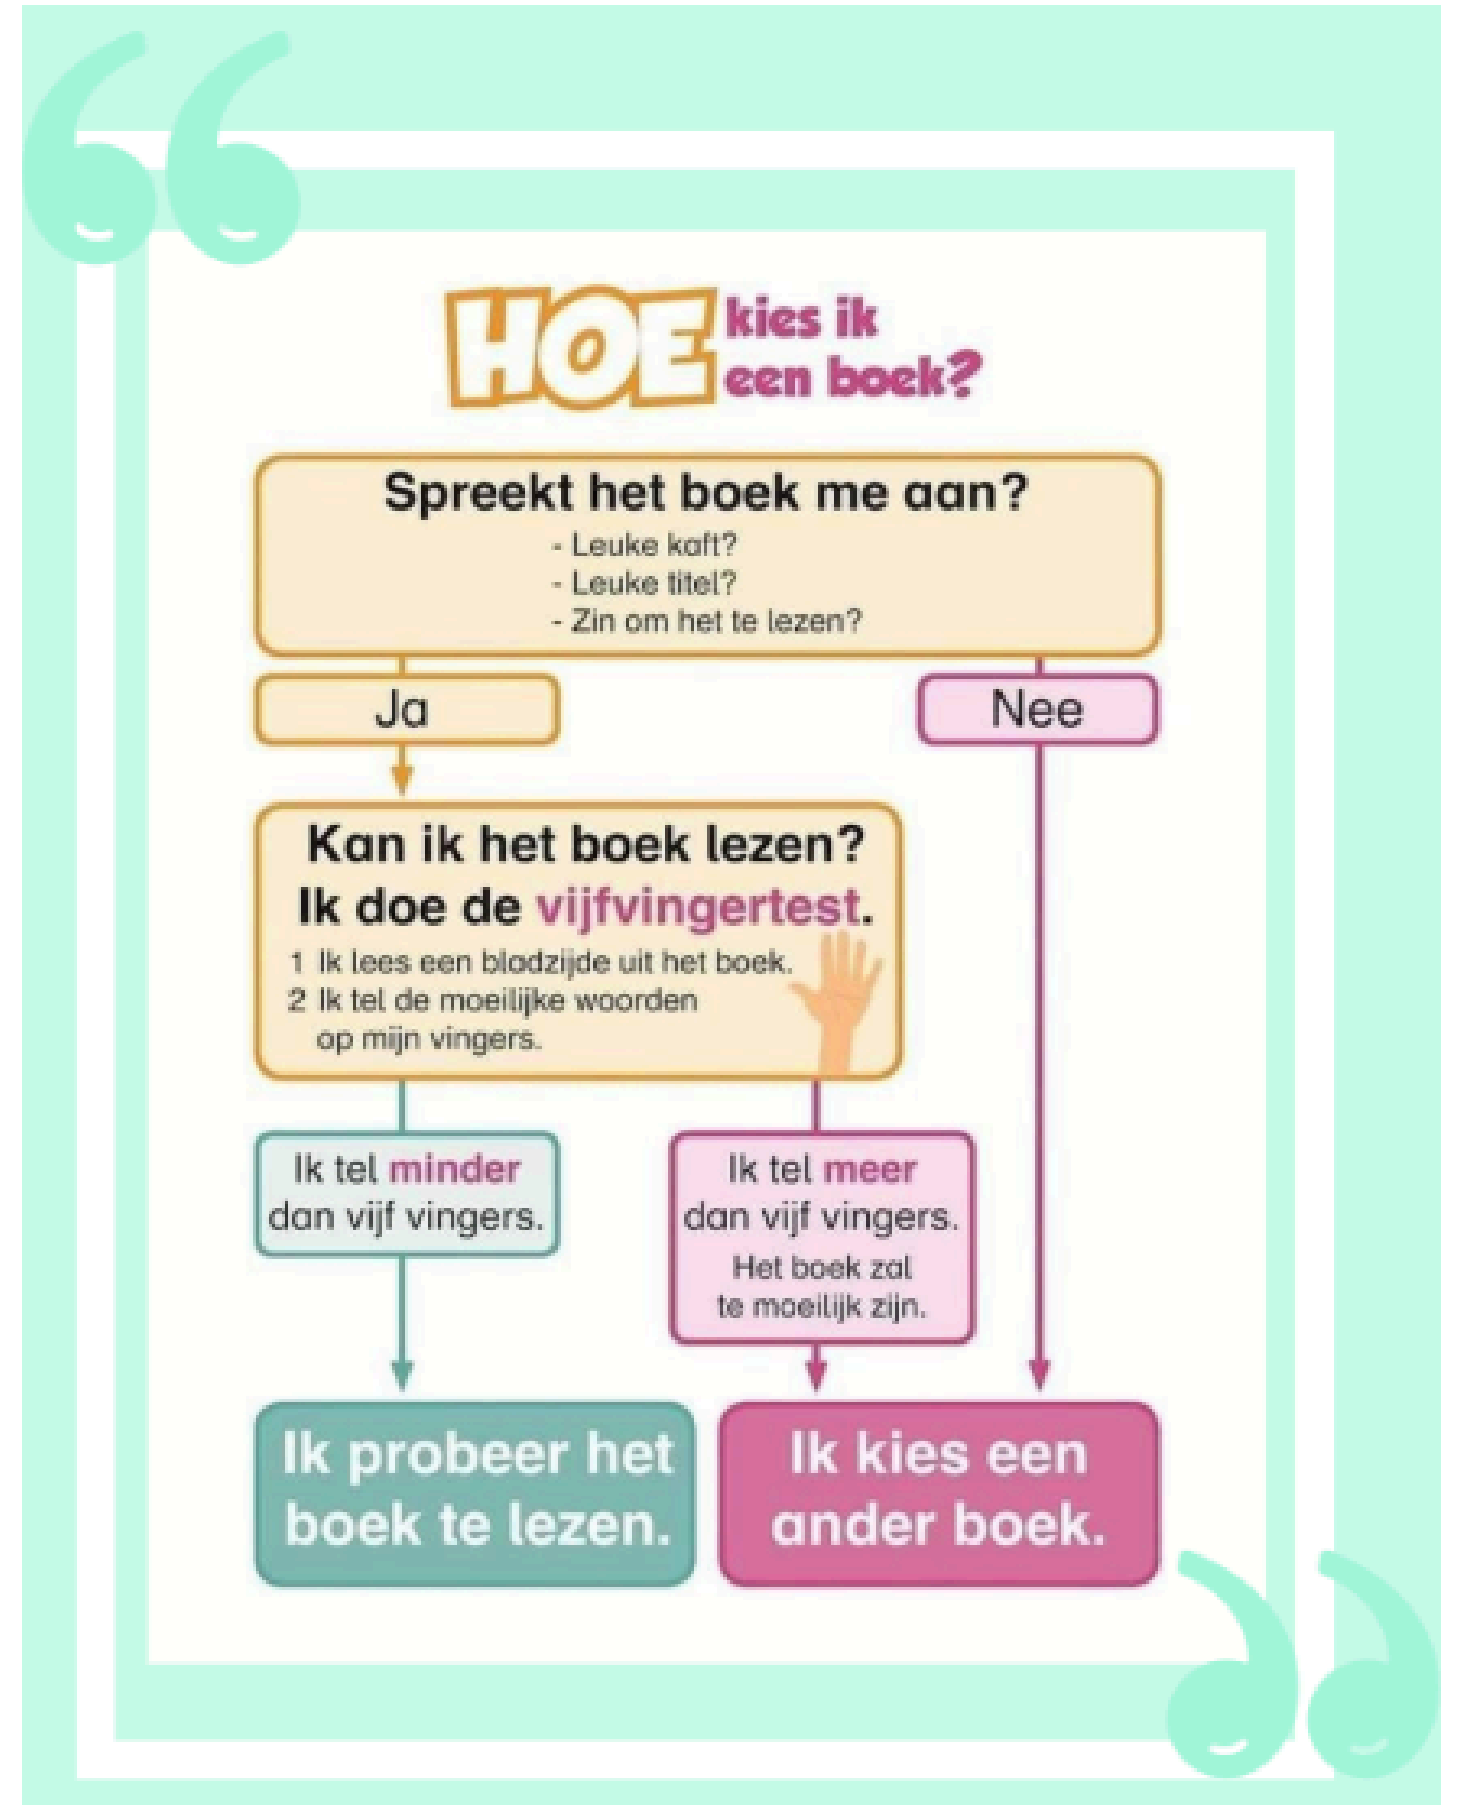 HOE kies ik
een boek?
Spreekt het boek me aan?
- Leuke kaft?
- Leuke titel?
- Zin om het te lezen?
Ja
Nee
Kan ik het boek lezen?
Ik doe de vijfvingertest.
1 Ik lees een bladzijde uit het boek.
2 Ik tel de moeilijke woorden
op mijn vingers.
Ik tel minder
dan vijf vingers.
Ik tel meer
dan vijf vingers.
Het boek zal
te moeilijk zijn.
Ik probeer het
boek te lezen.
Ik kies een
ander boek.